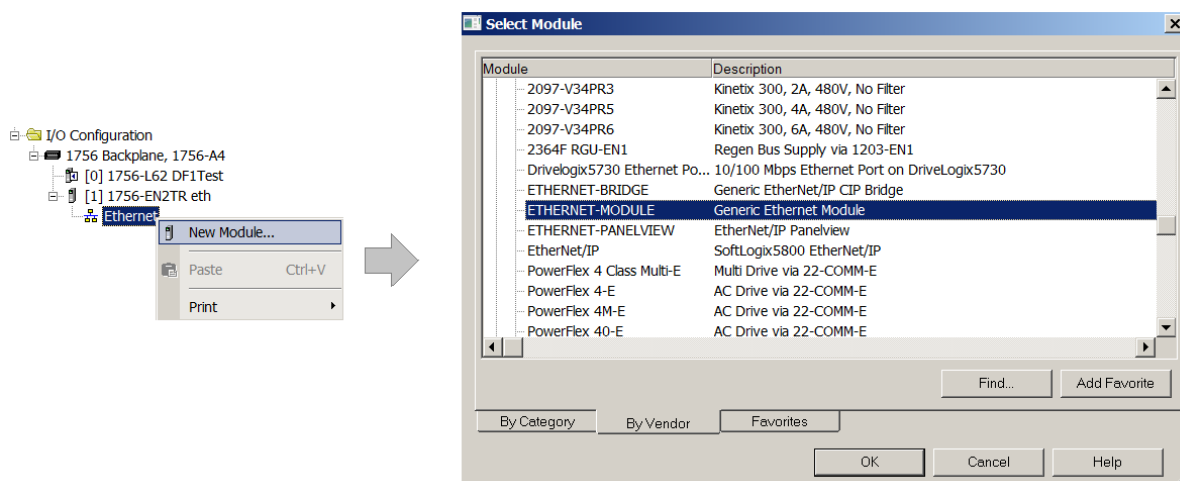 I/O Configuration
1756 Backplane, 1756-A4
[0] 1756-L62 DF1Test
[1] 1756-EN2TR eth
Ethernet
New Module...
Paste Ctrl+V
Print
Select Module
Module Description
2097-V34PR3 Kinetix 300, 2A, 480V, No Filter
2097-V34PR5 Kinetix 300, 4A, 480V, No Filter
2097-V34PR6 Kinetix 300, 6A, 480V, No Filter
2364F RGU-EN1 Regen Bus Supply via 1203-EN1
Drivelogix5730 Ethernet Po... 10/100 Mbps Ethernet Port on DriveLogix5730
ETHERNET-BRIDGE Generic EtherNet/IP CIP Bridge
ETHERNET-MODULE Generic Ethernet Module
ETHERNET-PANELVIEW EtherNet/IP Panelview
EtherNet/IP SoftLogix5800 EtherNet/IP
PowerFlex 4 Class Multi-E Multi Drive via 22-COMM-E
PowerFlex 4-E AC Drive via 22-COMM-E
PowerFlex 4M-E AC Drive via 22-COMM-E
PowerFlex 40-E AC Drive via 22-COMM-E
Find... Add Favorite
By Category By Vendor Favorites
OK Cancel Help